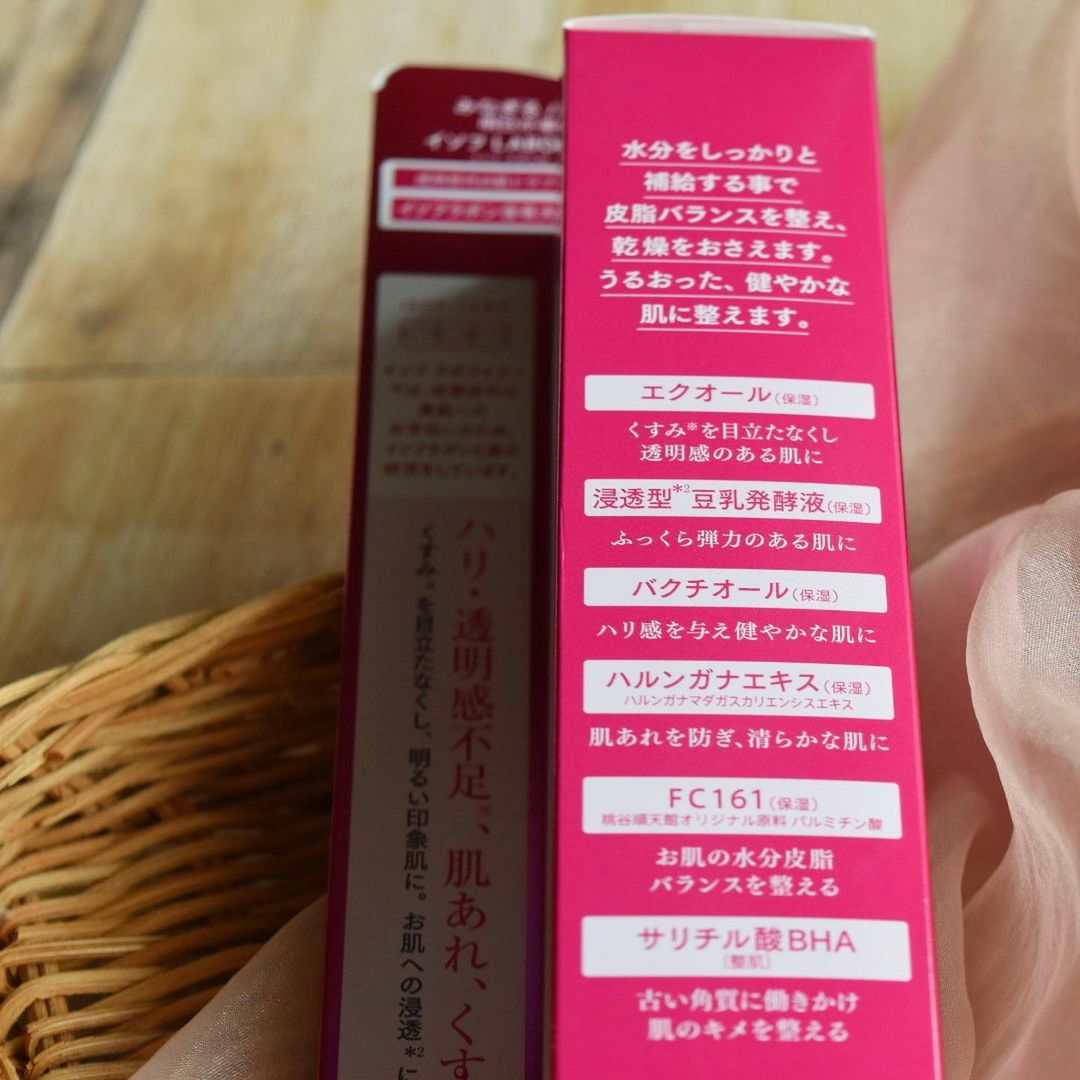 水分をしっかりと
補給する事で
皮脂バランスを整え、
乾燥をおさえます。
うるおった、健やかな
肌に整えます。
エクオール(保湿)
くすみ※を目立たなくし
透明感のある肌に
浸透型*2豆乳発酵液(保湿)
ふっくら弾力のある肌に
バクチオール(保湿)
ハリ感を与え健やかな肌に
ハルンガナエキス(保湿)
ハルンガナマダガスカリエンシスエキス
肌あれを防ぎ、清らかな肌に
FC161(保湿)
桃谷順天館オリジナル原料 パルミチン酸
お肌の水分皮脂
バランスを整える
サリチル酸BHA
(整肌)
古い角質に働きかけ
肌のキメを整える
イソフ LABO
ハリ・透明感不足、肌あれ、くす
くすみ※を目立たなくし、明るい印象肌に。お肌への浸透*2に